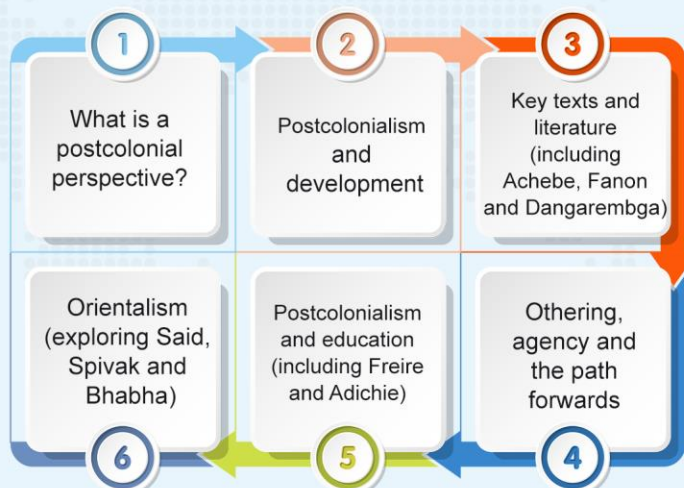 1
What is a
postcolonial
perspective?
2
Postcolonialism
and
development
3
Key texts and
literature
(including
Achebe, Fanon
and Dangarembga)
4
Othering,
agency and
the path
forwards
5
Postcolonialism
and education
(including Freire
and Adichie)
6
Orientalism
(exploring Said,
Spivak and
Bhabha)